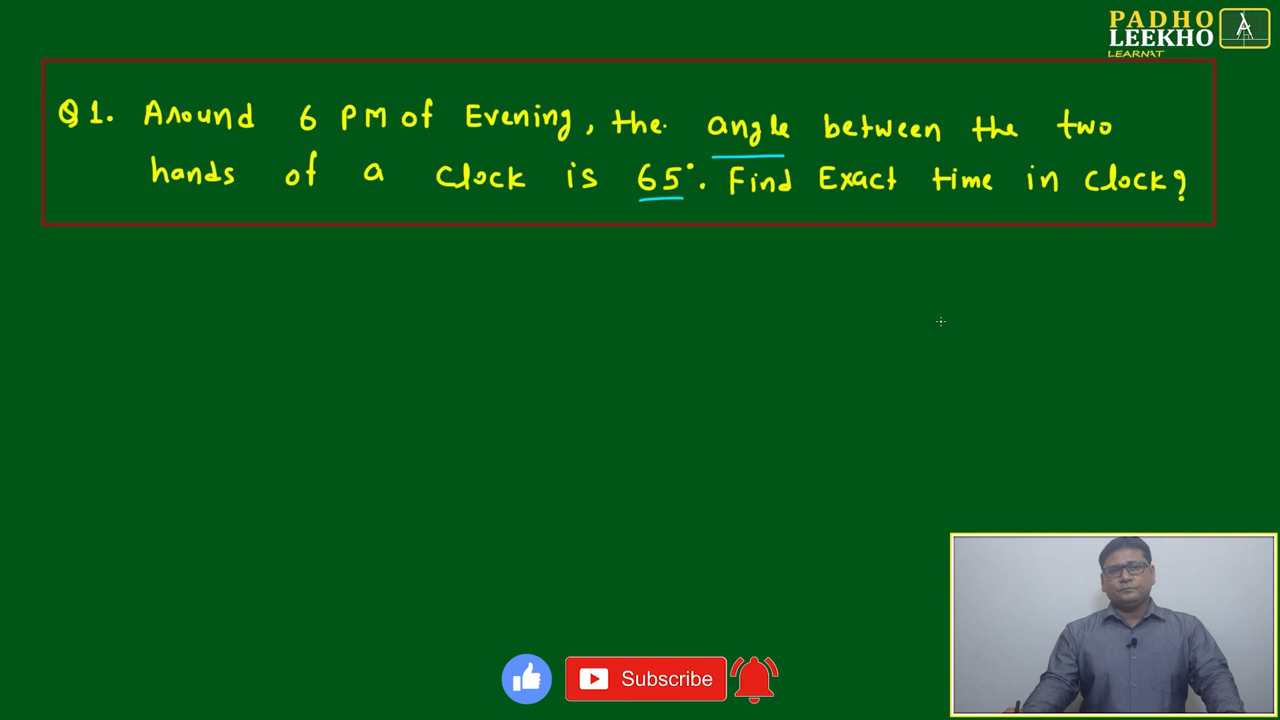 PADHO
LEEKHO
LEARN'T
Q1. Around 6 PM of Evening, the angle between the two
hands of a clock is 65°. Find Exact time in clock?
Subscribe